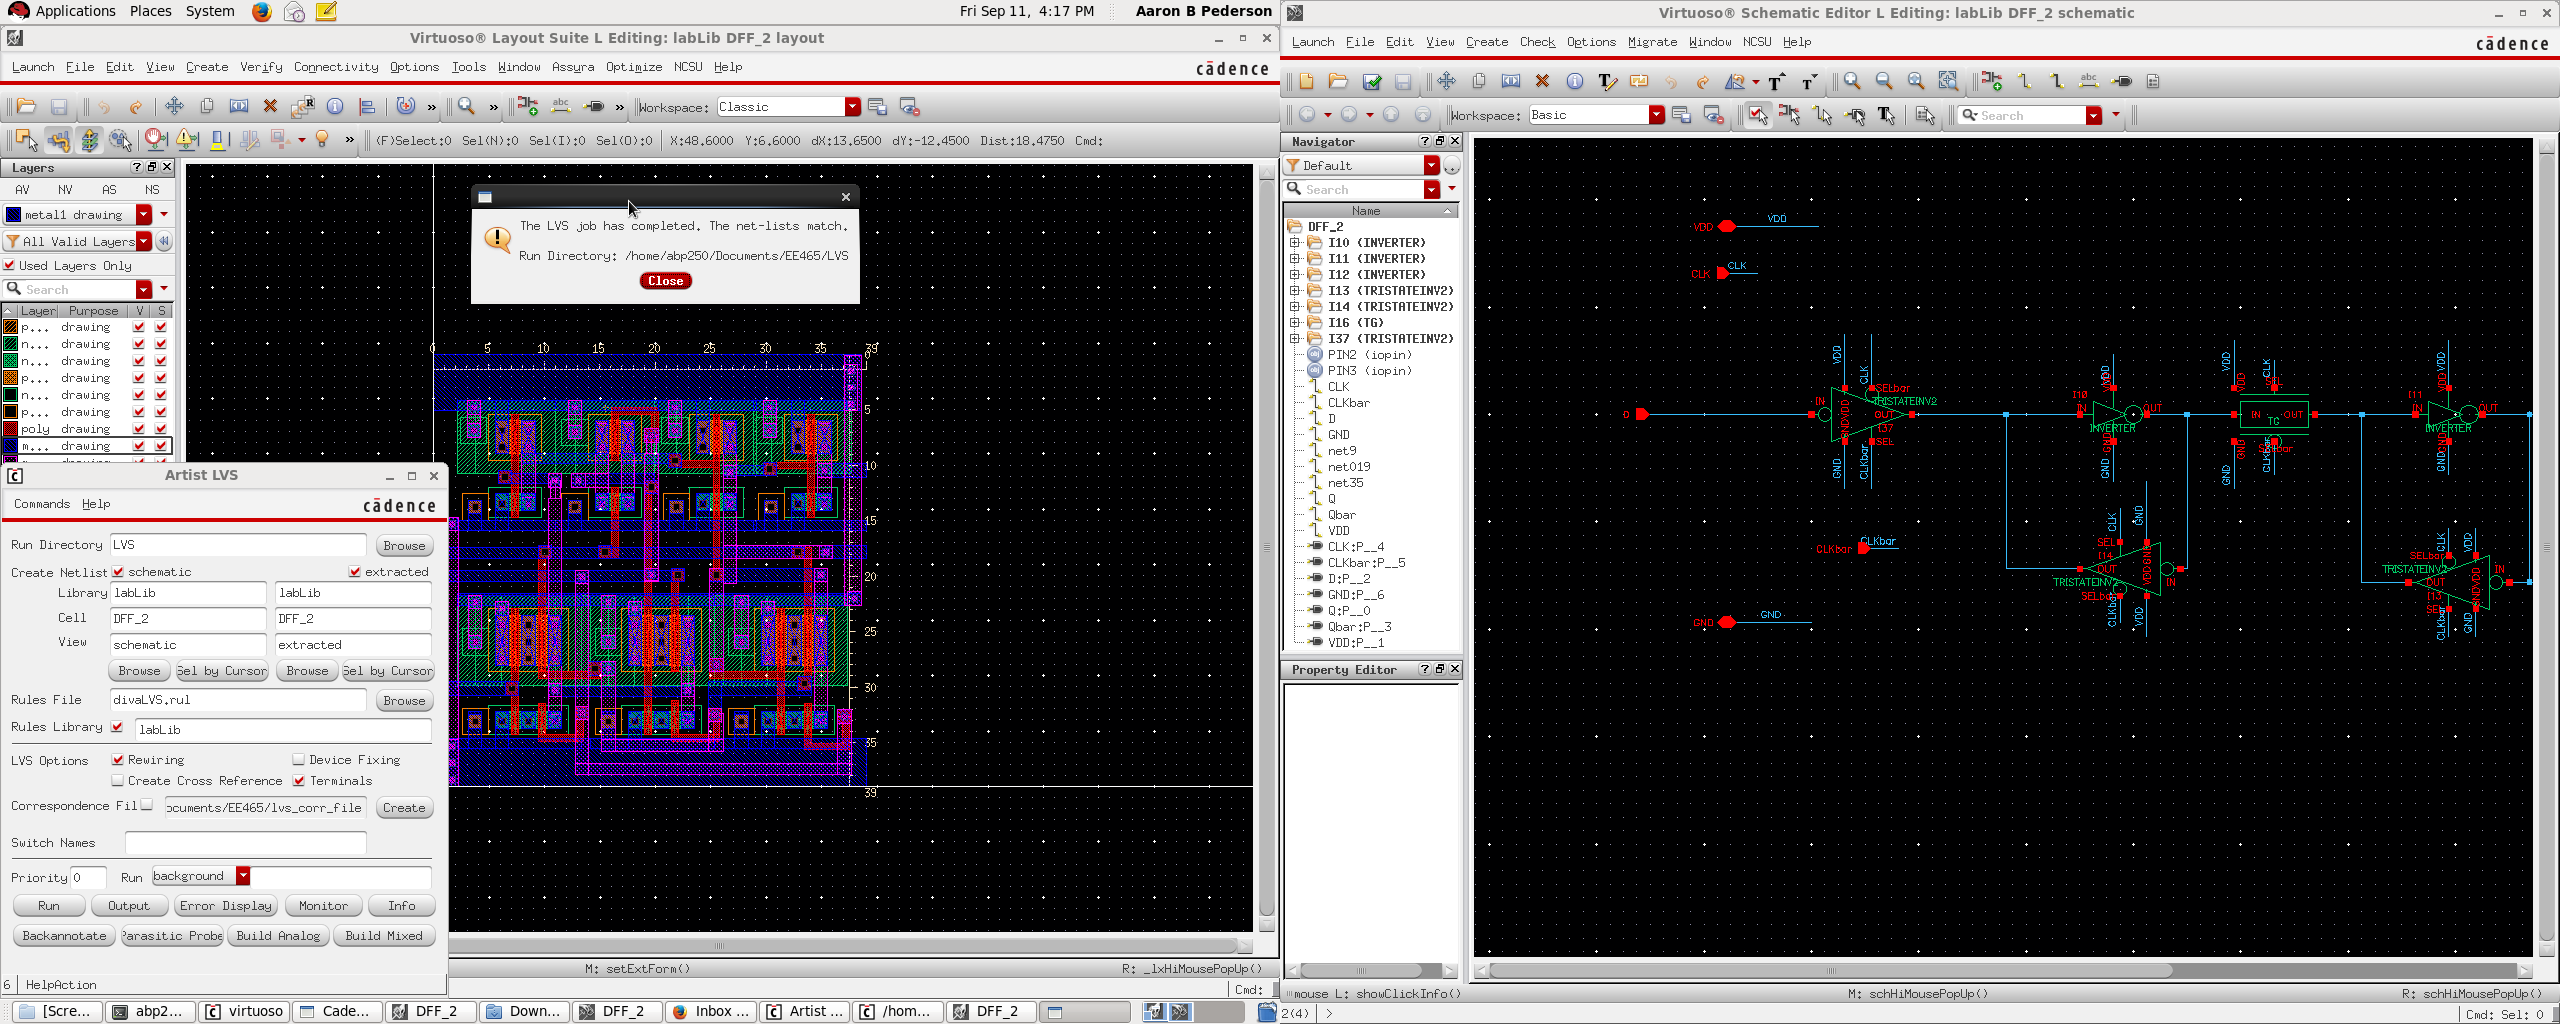 Applications Places System
Fri Sep 11, 4:17 PM Aaron B Pederson
Virtuoso® Layout Suite L Editing: labLib DFF_2 layout
Launch File Edit View Create Verify Connectivity Options Tools Window Assura Optimize NCSU Help
cādence
Workspace: Classic
(F)Select:0 Sel(N):0 Sel(I):0 Sel(O):0 X:48.6000 Y:6.6000 dX:13.6500 dY:-12.4500 Dist:18.4750 Cmd:
Layers
AV NV AS NS
metal1 drawing
All Valid Layers
Used Layers Only
Search
Layer Purpose V S
p... drawing
n... drawing
n... drawing
p... drawing
n... drawing
p... drawing
poly drawing
m... drawing
The LVS job has completed. The net-lists match.
Run Directory: /home/abp250/Documents/EE465/LVS
Close
0 5 10 15 20 25 30 35 39
5
10
15
20
25
30
35
39
Artist LVS
Commands Help
cādence
Run Directory LVS Browse
Create Netlist schematic extracted
Library labLib labLib
Cell DFF_2 DFF_2
View schematic extracted
Browse Sel by Cursor Browse Sel by Cursor
Rules File divaLVS.rul Browse
Rules Library labLib
LVS Options Rewiring Device Fixing
Create Cross Reference Terminals
Correspondence Fil ocuments/EE465/lvs_corr_file Create
Switch Names
Priority 0 Run background
Run Output Error Display Monitor Info
Backannotate Parasitic Probe Build Analog Build Mixed
6 HelpAction
M: setExtForm() R: _lxHiMousePopUp()
Cmd:
[Scre... abp2... virtuoso Cade... DFF_2 Down... DFF_2 Inbox ... Artist ... /hom... DFF_2
Virtuoso® Schematic Editor L Editing: labLib DFF_2 schematic
Launch File Edit View Create Check Options Migrate Window NCSU Help
cādence
Workspace: Basic
Search
Navigator
Default
Search
Name
DFF_2
I10 (INVERTER)
I11 (INVERTER)
I12 (INVERTER)
I13 (TRISTATEINV2)
I14 (TRISTATEINV2)
I16 (TG)
I37 (TRISTATEINV2)
PIN2 (iopin)
PIN3 (iopin)
CLK
CLKbar
D
GND
net9
net019
net35
Q
Qbar
VDD
CLK:P__4
CLKbar:P__5
D:P__2
GND:P__6
Q:P__0
Qbar:P__3
VDD:P__1
Property Editor
VDD VDD
CLK CLK
VDD CLK SELbar
D IN TRISTATEINV2 OUT I37 SEL
GND CLKbar
I10 VDD IN OUT INVERTER GND
VDD CLK IN OUT TG
GND CLKbar
I11 VDD IN OUT INVERTER GND
CLKbar CLKbar
CLK GND SEL I14 OUT IN TRISTATEINV2 SELbar CLKbar VDD
CLK VDD SELbar TRISTATEINV2 OUT IN I13 SEL CLKbar GND
GND GND
mouse L: showClickInfo() M: schHiMousePopUp() R: schHiMousePopUp()
2(4) > Cmd: Sel: 0